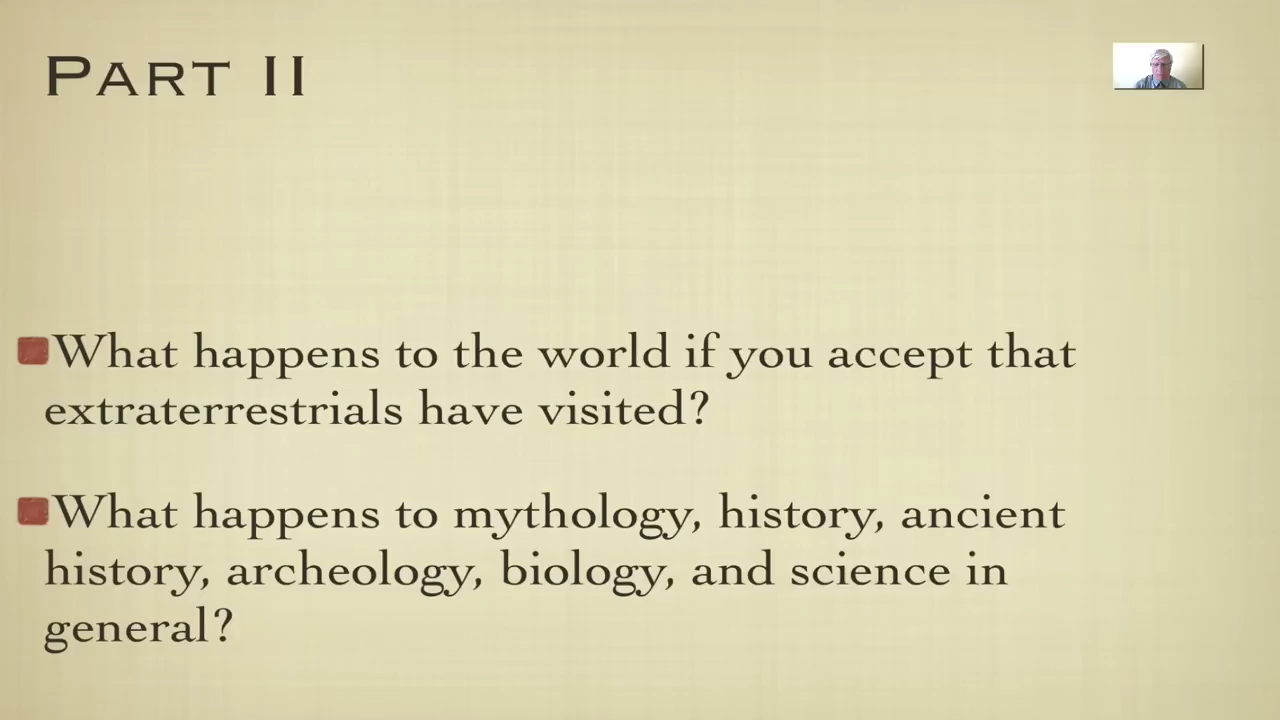 Part II
What happens to the world if you accept that
extraterrestrials have visited?
What happens to mythology, history, ancient
history, archeology, biology, and science in
general?